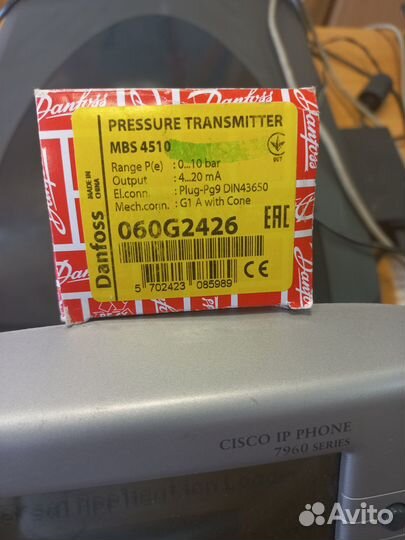 Danfoss
Danfoss
PRESSURE TRANSMITTER
MBS 4510
Range P(e) : 0...10 bar
Output : 4...20 mA
El.conn. : Plug-Pg9 DIN43650
Mech.conn. : G1 A with Cone
060G2426
EAC
Danfoss
MADE IN
CHINA
5 702423 085989
CE
CISCO IP PHONE
7960 SERIES
Application
Avito